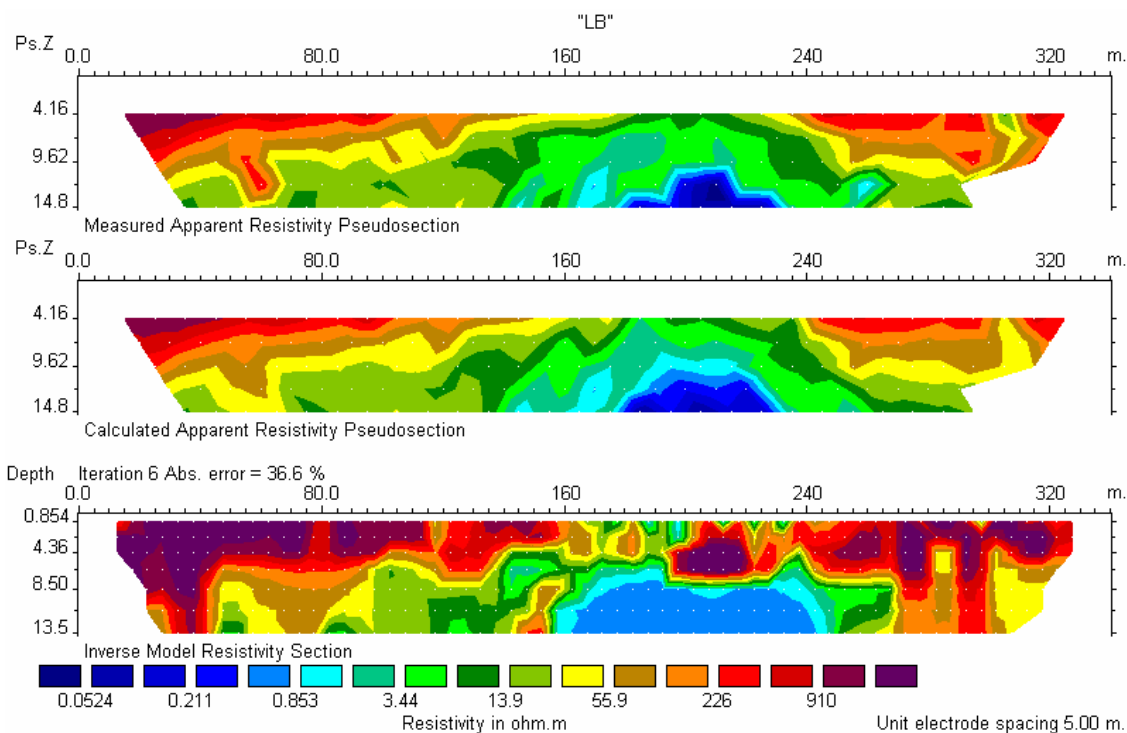 "LB"
Ps.Z 0.0 80.0 160 240 320 m.
4.16
9.62
14.8
Measured Apparent Resistivity Pseudosection
Ps.Z 0.0 80.0 160 240 320 m.
4.16
9.62
14.8
Calculated Apparent Resistivity Pseudosection
Depth Iteration 6 Abs. error = 36.6 %
0.0 80.0 160 240 320 m.
0.854
4.36
8.50
13.5
Inverse Model Resistivity Section
0.0524 0.211 0.853 3.44 13.9 55.9 226 910
Resistivity in ohm.m Unit electrode spacing 5.00 m.